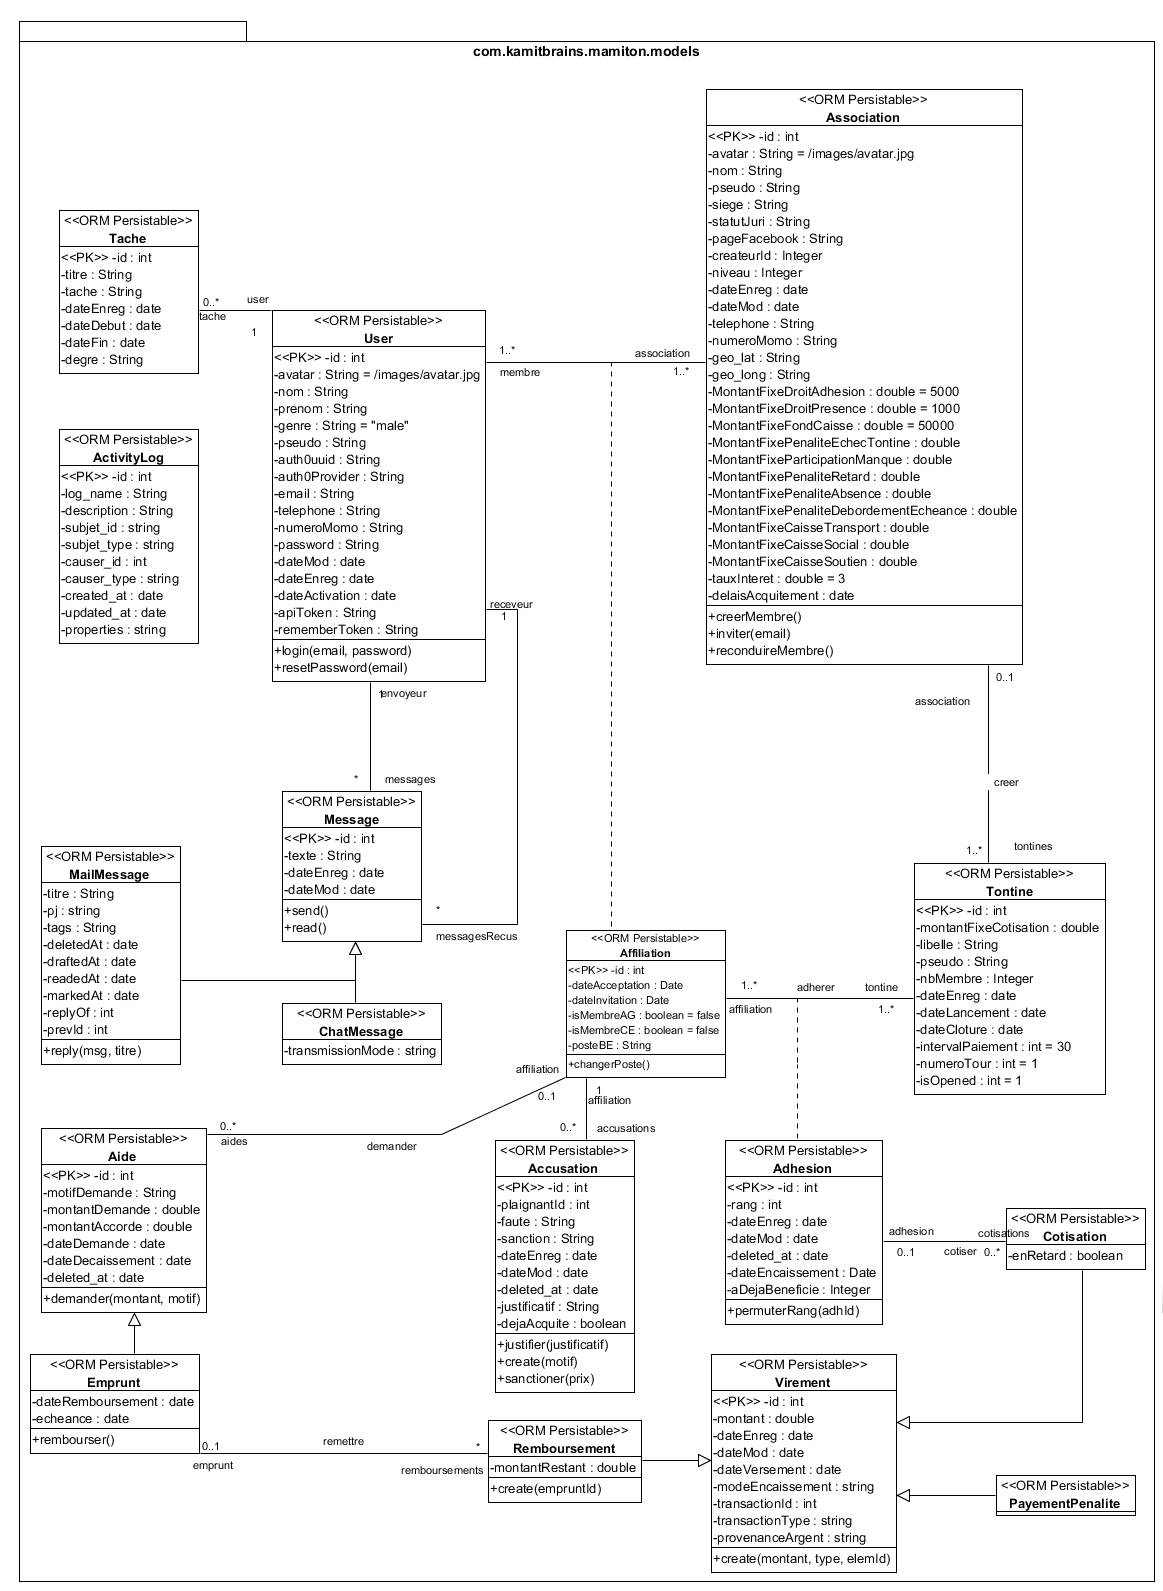 com.kamitbrains.mamiton.models
<<ORM Persistable>>
Association
<<PK>> -id : int
-avatar : String = /images/avatar.jpg
-nom : String
-pseudo : String
-siege : String
-statutJuri : String
-pageFacebook : String
-createurId : Integer
-niveau : Integer
-dateEnreg : date
-dateMod : date
-telephone : String
-numeroMomo : String
-geo_lat : String
-geo_long : String
-MontantFixeDroitAdhesion : double = 5000
-MontantFixeDroitPresence : double = 1000
-MontantFixeFondCaisse : double = 50000
-MontantFixePenaliteEchecTontine : double
-MontantFixeParticipationManque : double
-MontantFixePenaliteRetard : double
-MontantFixePenaliteAbsence : double
-MontantFixePenaliteDebordementEcheance : double
-MontantFixeCaisseTransport : double
-MontantFixeCaisseSocial : double
-MontantFixeCaisseSoutien : double
-tauxInteret : double = 3
-delaisAcquitement : date
+creerMembre()
+inviter(email)
+reconduireMembre()
<<ORM Persistable>>
Tache
<<PK>> -id : int
-titre : String
-tache : String
-dateEnreg : date
-dateDebut : date
-dateFin : date
-degre : String
0..*
user
tache
1
<<ORM Persistable>>
User
<<PK>> -id : int
-avatar : String = /images/avatar.jpg
-nom : String
-prenom : String
-genre : String = "male"
-pseudo : String
-auth0uuid : String
-auth0Provider : String
-email : String
-telephone : String
-numeroMomo : String
-password : String
-dateMod : date
-dateEnreg : date
-dateActivation : date
-apiToken : String
-rememberToken : String
+login(email, password)
+resetPassword(email)
1..*
membre
association
1..*
<<ORM Persistable>>
ActivityLog
<<PK>> -id : int
-log_name : String
-description : String
-subjet_id : string
-subjet_type : string
-causer_id : int
-causer_type : string
-created_at : date
-updated_at : date
-properties : string
receveur
1
1
envoyeur
0..1
association
creer
1..*
tontines
*
messages
<<ORM Persistable>>
Message
<<PK>> -id : int
-texte : String
-dateEnreg : date
-dateMod : date
+send()
+read()
*
messagesRecus
<<ORM Persistable>>
MailMessage
-titre : String
-pj : string
-tags : String
-deletedAt : date
-draftedAt : date
-readedAt : date
-markedAt : date
-replyOf : int
-prevId : int
+reply(msg, titre)
<<ORM Persistable>>
ChatMessage
-transmissionMode : string
<<ORM Persistable>>
Affiliation
<<PK>> -id : int
-dateAcceptation : Date
-dateInvitation : Date
-isMembreAG : boolean = false
-isMembreCE : boolean = false
-posteBE : String
+changerPoste()
1..*
adherer
tontine
affiliation
1..*
<<ORM Persistable>>
Tontine
<<PK>> -id : int
-montantFixeCotisation : double
-libelle : String
-pseudo : String
-nbMembre : Integer
-dateEnreg : date
-dateLancement : date
-dateCloture : date
-intervalPaiement : int = 30
-numeroTour : int = 1
-isOpened : int = 1
affiliation
0..1
1
affiliation
0..*
aides
demander
0..*
accusations
<<ORM Persistable>>
Aide
<<PK>> -id : int
-motifDemande : String
-montantDemande : double
-montantAccorde : double
-dateDemande : date
-dateDecaissement : date
-deleted_at : date
+demander(montant, motif)
<<ORM Persistable>>
Accusation
<<PK>> -id : int
-plaignantId : int
-faute : String
-sanction : String
-dateEnreg : date
-dateMod : date
-deleted_at : date
-justificatif : String
-dejaAcquite : boolean
+justifier(justificatif)
+create(motif)
+sanctioner(prix)
<<ORM Persistable>>
Adhesion
<<PK>> -id : int
-rang : int
-dateEnreg : date
-dateMod : date
-deleted_at : date
-dateEncaissement : Date
-aDejaBeneficie : Integer
+permuterRang(adhId)
adhesion
cotisations
0..1
cotiser
0..*
<<ORM Persistable>>
Cotisation
-enRetard : boolean
<<ORM Persistable>>
Emprunt
-dateRemboursement : date
-echeance : date
+rembourser()
0..1
emprunt
remettre
*
remboursements
<<ORM Persistable>>
Remboursement
-montantRestant : double
+create(empruntId)
<<ORM Persistable>>
Virement
<<PK>> -id : int
-montant : double
-dateEnreg : date
-dateMod : date
-dateVersement : date
-modeEncaissement : string
-transactionId : int
-transactionType : string
-provenanceArgent : string
+create(montant, type, elemId)
<<ORM Persistable>>
PayementPenalite